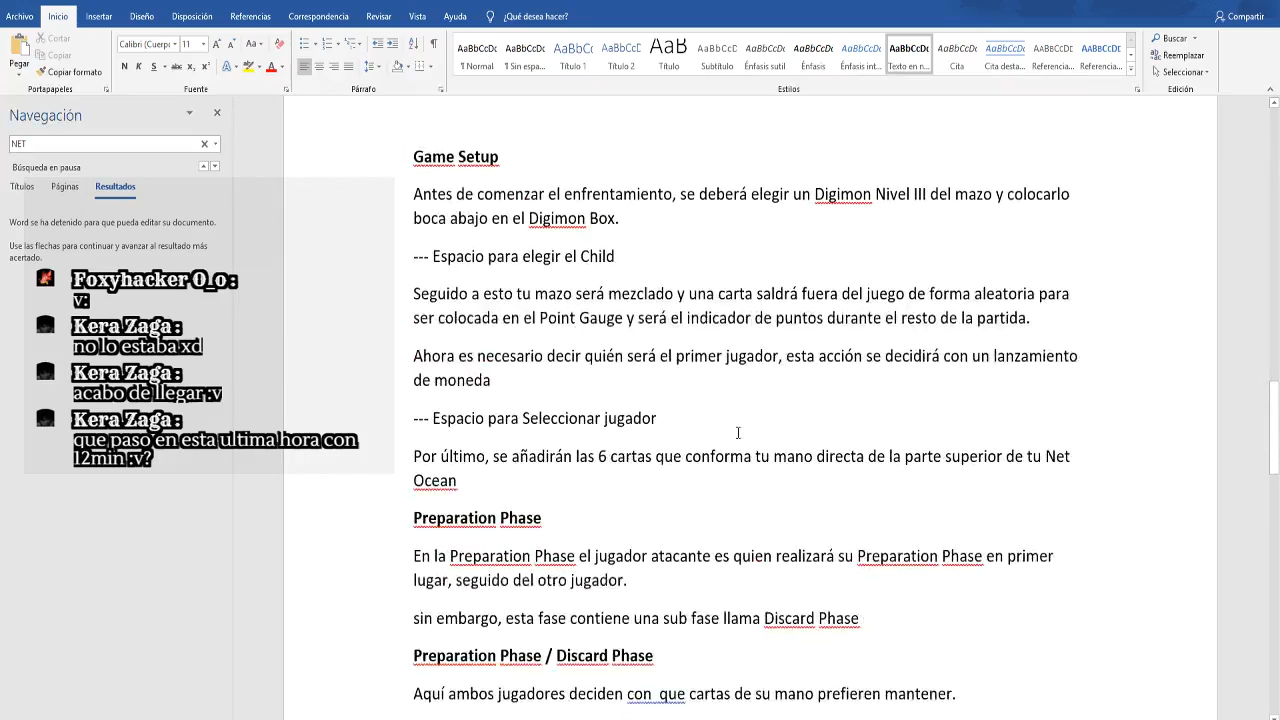 Archivo Inicio Insertar Diseño Disposición Referencias Correspondencia Revisar Vista Ayuda ¿Qué desea hacer? Compartir
Pegar
Cortar
Copiar
Copiar formato
Portapapeles
Calibri (Cuerp 11
Fuente
Párrafo
AaBbCcDc AaBbCcDc AaBbCc AaBbCcC AaB AaBbCcD AaBbCcDc AaBbCcDc AaBbCcDc AaBbCcDc AaBbCcDc AaBbCcDc AaBbCcDc AaBbCcDc
¶ Normal ¶ Sin espa... Título 1 Título 2 Título Subtítulo Énfasis sutil Énfasis Énfasis int... Texto en n... Cita Cita desta... Referencia... Referencia...
Estilos
Buscar
Reemplazar
Seleccionar
Edición
Navegación
NET
Búsqueda en pausa
Títulos Páginas Resultados
Word se ha detenido para que pueda editar su documento.
Use las flechas para continuar y avanzar al resultado más
acertado.
Foxyhacker O_o :
v:
Kera Zaga :
no lo estaba xd
Kera Zaga :
acabo de llegar :v
Kera Zaga :
que paso en esta ultima hora con
12min :v?
Game Setup
Antes de comenzar el enfrentamiento, se deberá elegir un Digimon Nivel III del mazo y colocarlo
boca abajo en el Digimon Box.
--- Espacio para elegir el Child
Seguido a esto tu mazo será mezclado y una carta saldrá fuera del juego de forma aleatoria para
ser colocada en el Point Gauge y será el indicador de puntos durante el resto de la partida.
Ahora es necesario decir quién será el primer jugador, esta acción se decidirá con un lanzamiento
de moneda
--- Espacio para Seleccionar jugador
Por último, se añadirán las 6 cartas que conforma tu mano directa de la parte superior de tu Net
Ocean
Preparation Phase
En la Preparation Phase el jugador atacante es quien realizará su Preparation Phase en primer
lugar, seguido del otro jugador.
sin embargo, esta fase contiene una sub fase llama Discard Phase
Preparation Phase / Discard Phase
Aquí ambos jugadores deciden con  que cartas de su mano prefieren mantener.